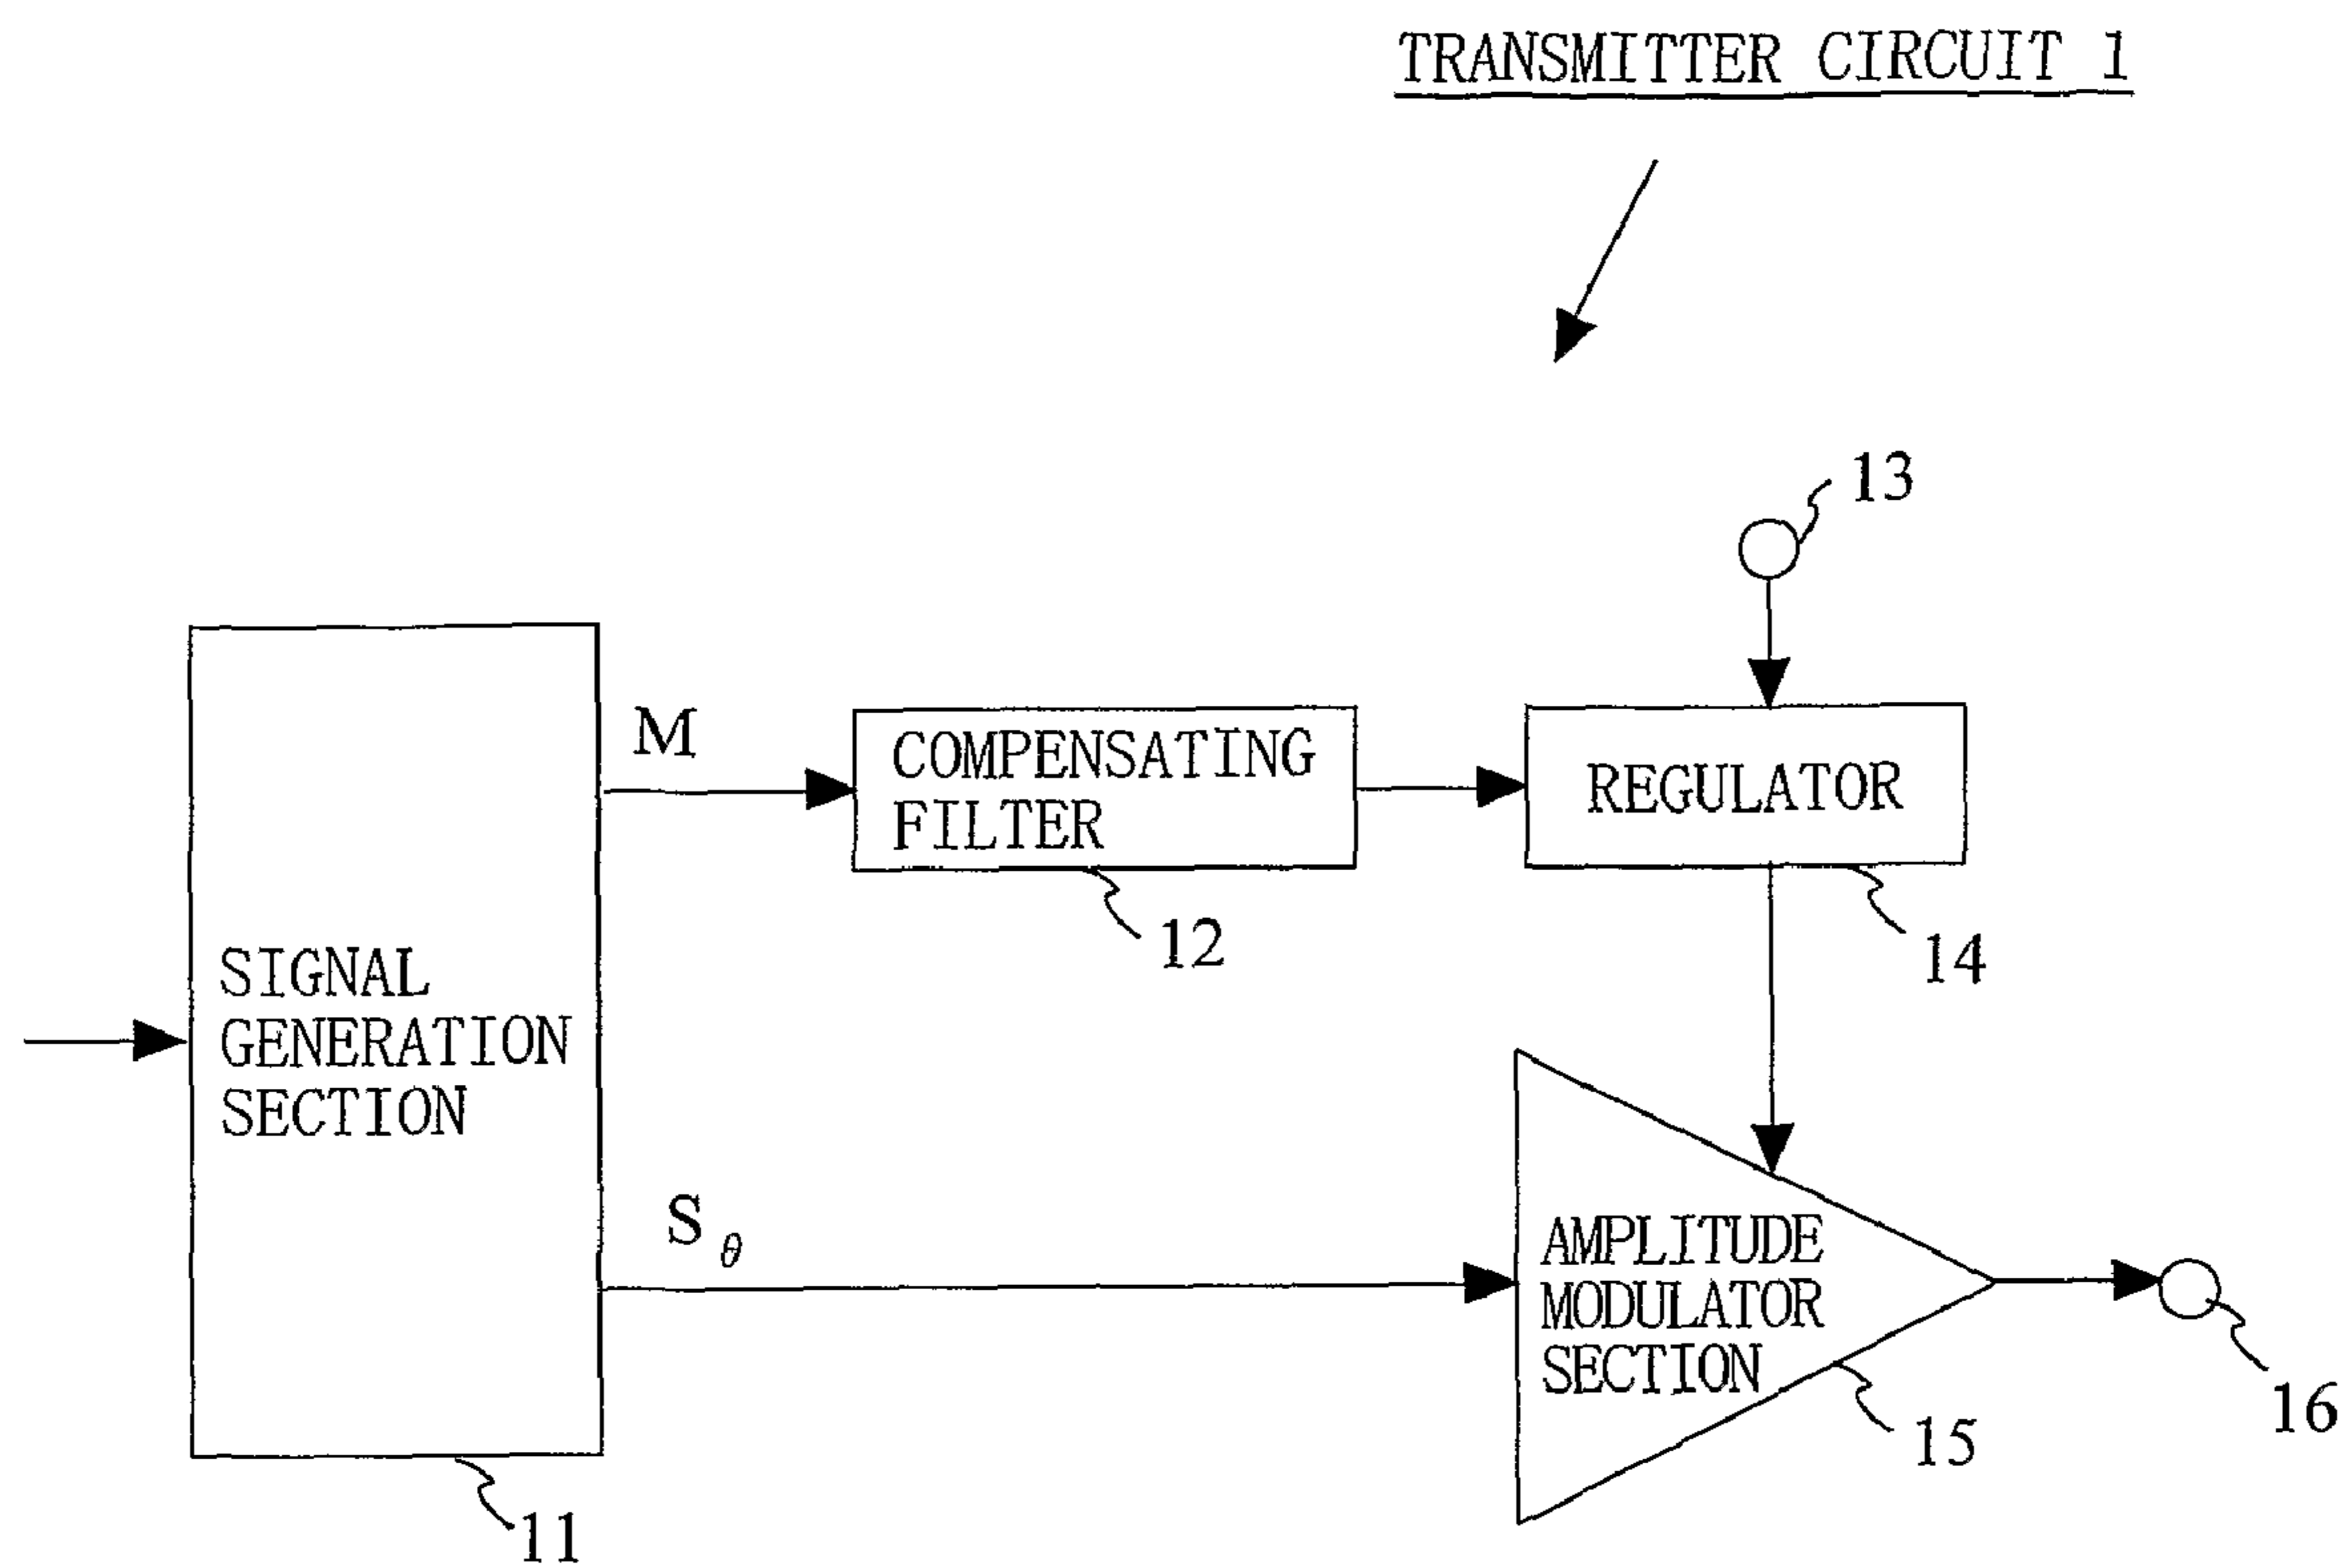 TRANSMITTER CIRCUIT 1
13
M
COMPENSATING
FILTER
REGULATOR
12
14
SIGNAL
GENERATION
SECTION
Sθ
AMPLITUDE
MODULATOR
SECTION
15
16
11